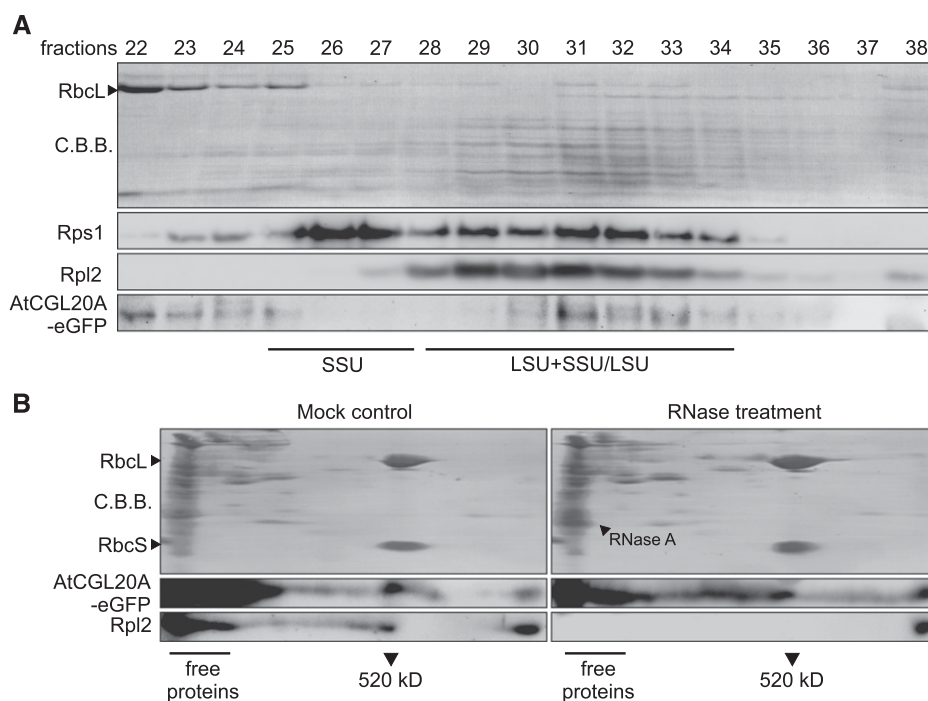 A
fractions 22 23 24 25 26 27 28 29 30 31 32 33 34 35 36 37 38
RbcL
C.B.B.
Rps1
Rpl2
AtCGL20A
-eGFP
SSU
LSU+SSU/LSU
B
Mock control
RNase treatment
RbcL
C.B.B.
RNase A
RbcS
AtCGL20A
-eGFP
Rpl2
free
proteins
520 kD
free
proteins
520 kD